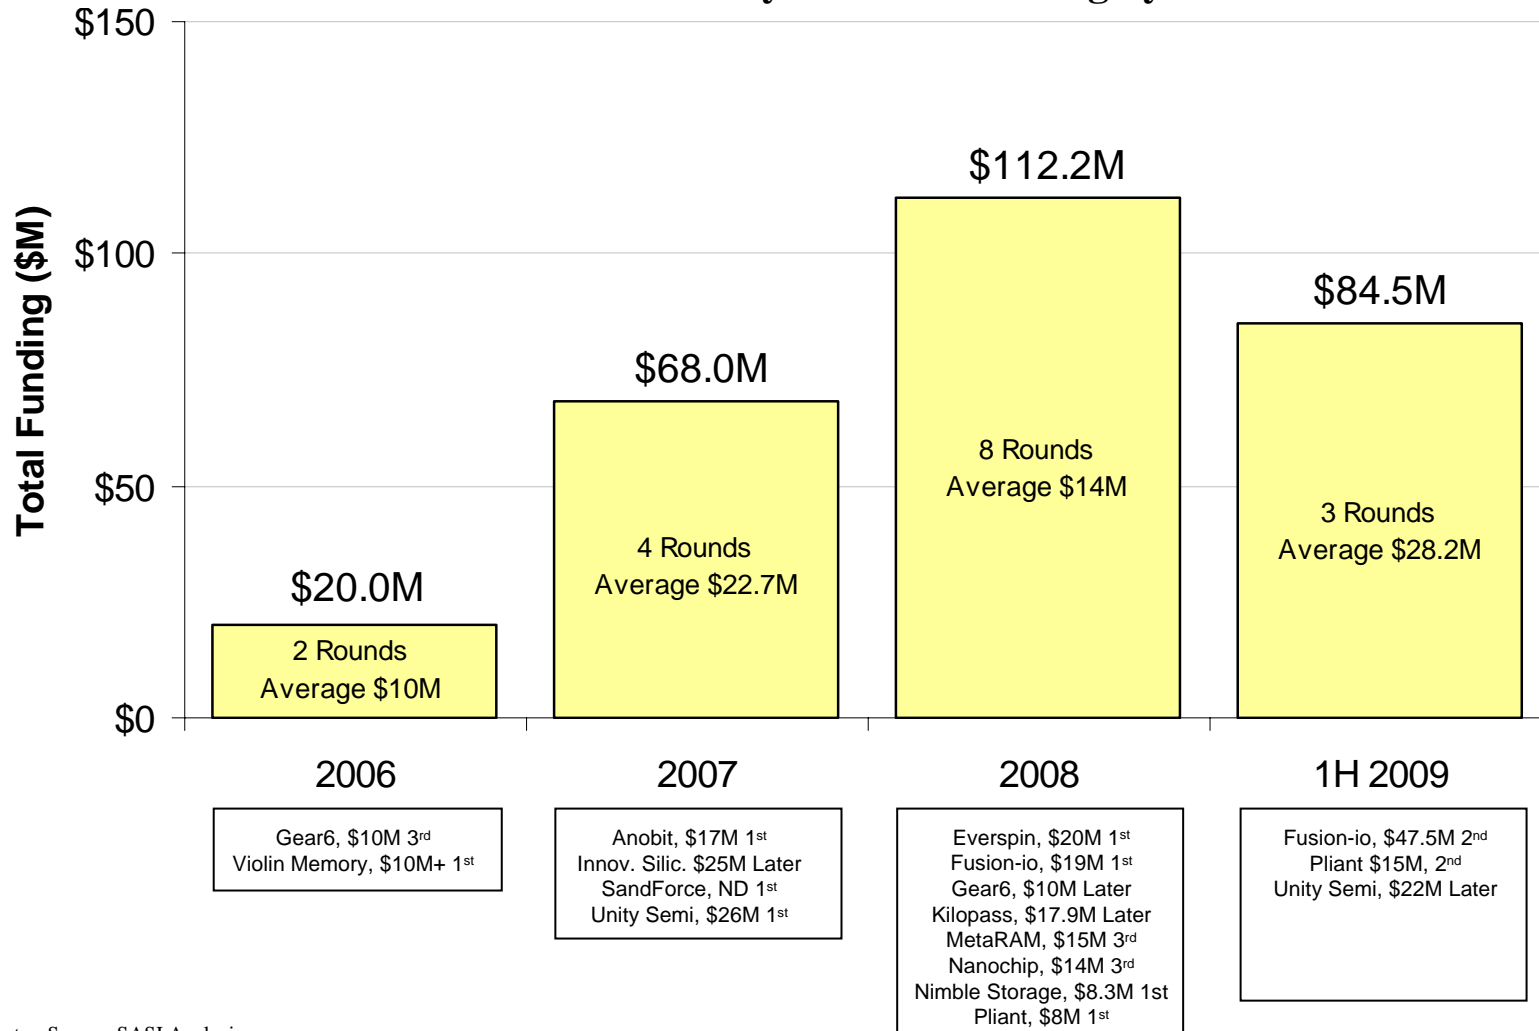 $150
$112.2M
$84.5M
$100
$68.0M
8 Rounds
Average $14M
$50
3 Rounds
Average $28.2M
4 Rounds
Average $22.7M
$20.0M
2 Rounds
Average $10M
$0
Total Funding ($M)
2006
2007
2008
1H 2009
Gear6, $10M 3rd
Violin Memory, $10M+ 1st
Anobit, $17M 1st
Innov. Silic. $25M Later
SandForce, ND 1st
Unity Semi, $26M 1st
Everspin, $20M 1st
Fusion-io, $19M 1st
Gear6, $10M Later
Kilopass, $17.9M Later
MetaRAM, $15M 3rd
Nanochip, $14M 3rd
Nimble Storage, $8.3M 1st
Pliant, $8M 1st
Fusion-io, $47.5M 2nd
Pliant $15M, 2nd
Unity Semi, $22M Later